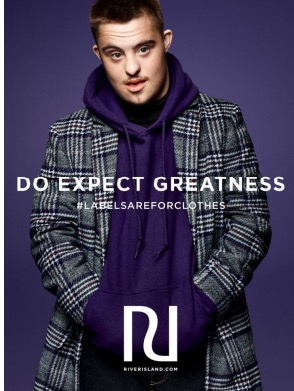 DO EXPECT GREATNESS
#LABELSAREFORCLOTHES
RI
RIVERISLAND.COM